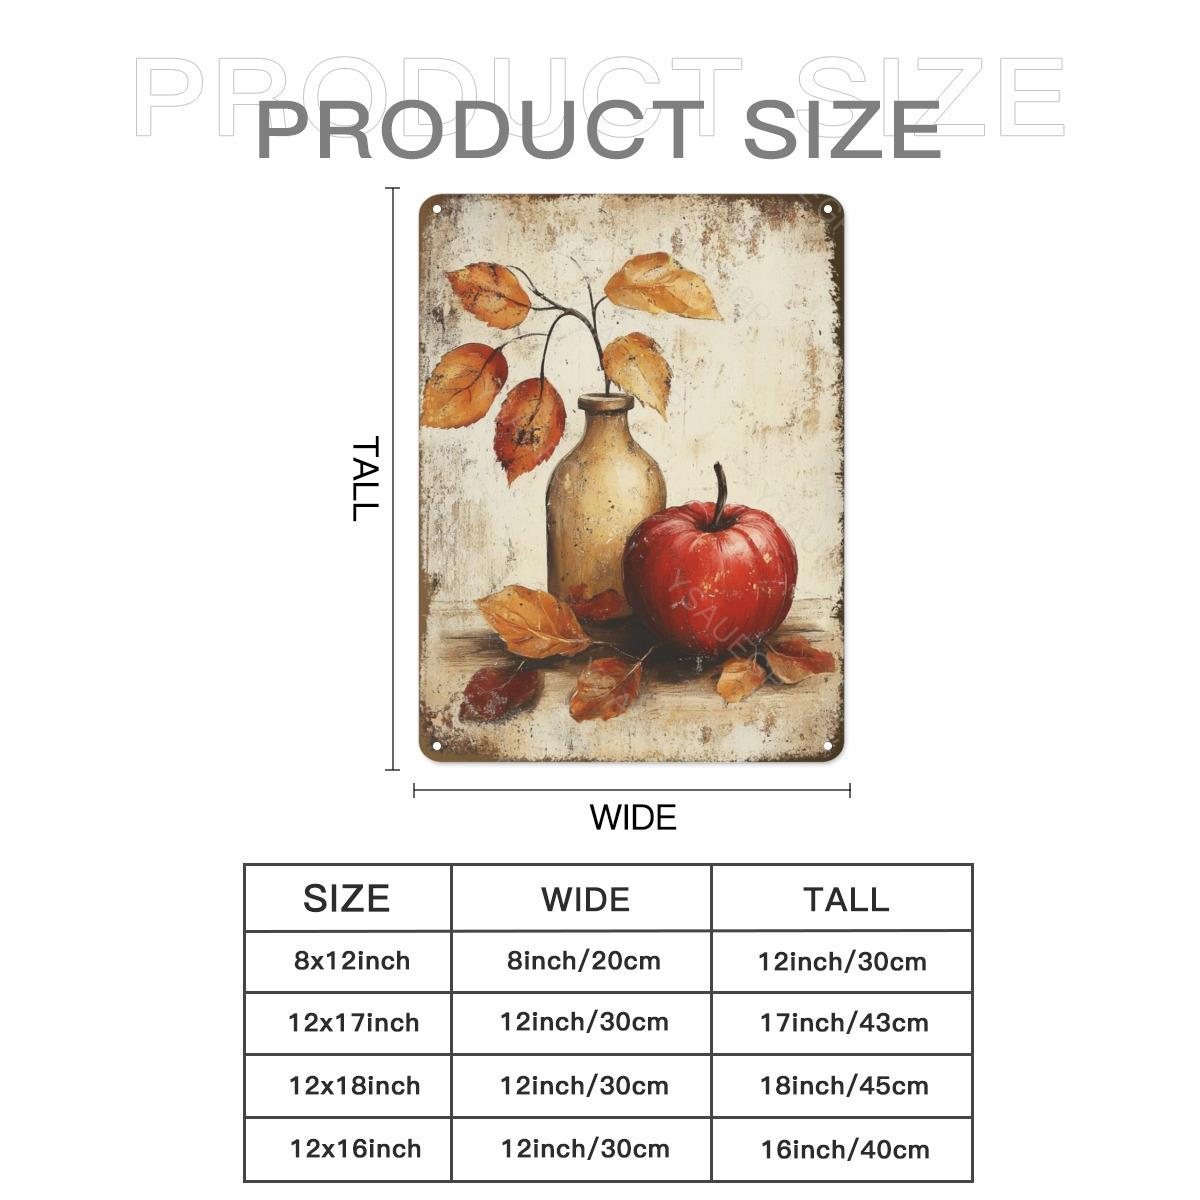 PRODUCT SIZE
PRODUCT SIZE
TALL
WIDE
SIZE WIDE TALL
8x12inch 8inch/20cm 12inch/30cm
12x17inch 12inch/30cm 17inch/43cm
12x18inch 12inch/30cm 18inch/45cm
12x16inch 12inch/30cm 16inch/40cm